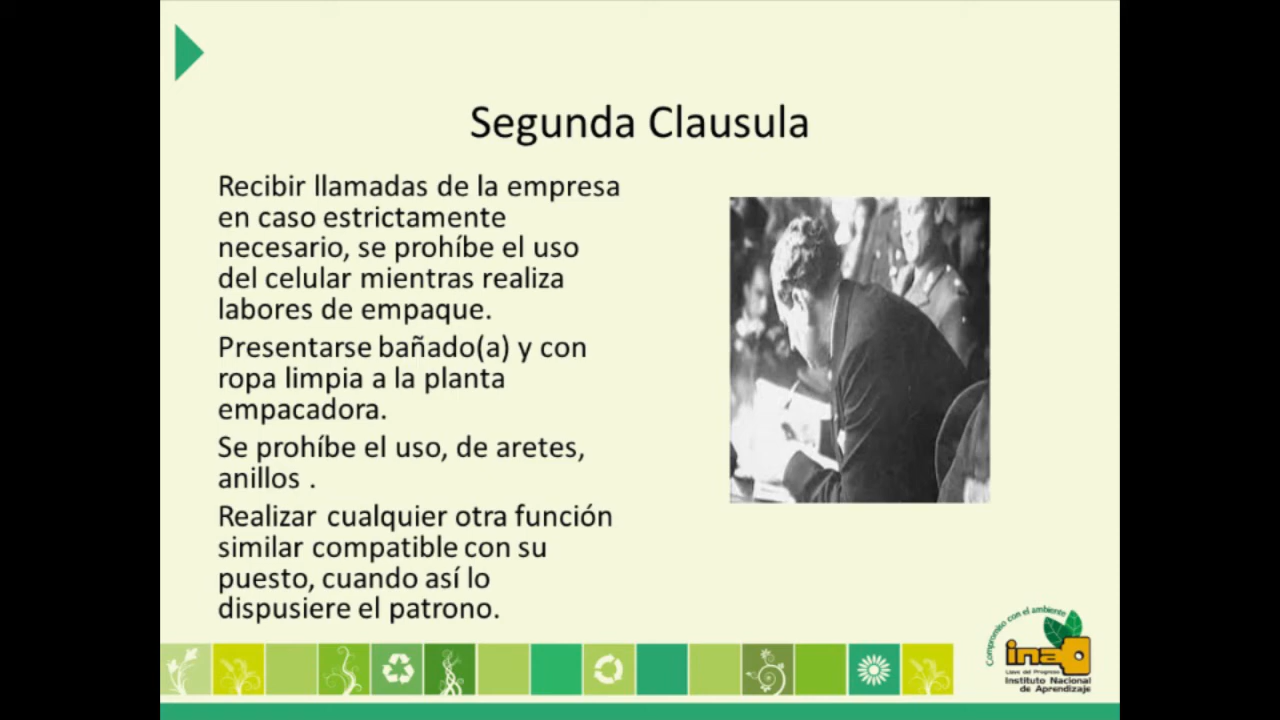 Segunda Clausula
Recibir llamadas de la empresa
en caso estrictamente
necesario, se prohíbe el uso
del celular mientras realiza
labores de empaque.
Presentarse bañado(a) y con
ropa limpia a la planta
empacadora.
Se prohíbe el uso, de aretes,
anillos .
Realizar cualquier otra función
similar compatible con su
puesto, cuando así lo
dispusiere el patrono.
Compromiso con el ambiente
ina
Llave del Progreso
Instituto Nacional
de Aprendizaje